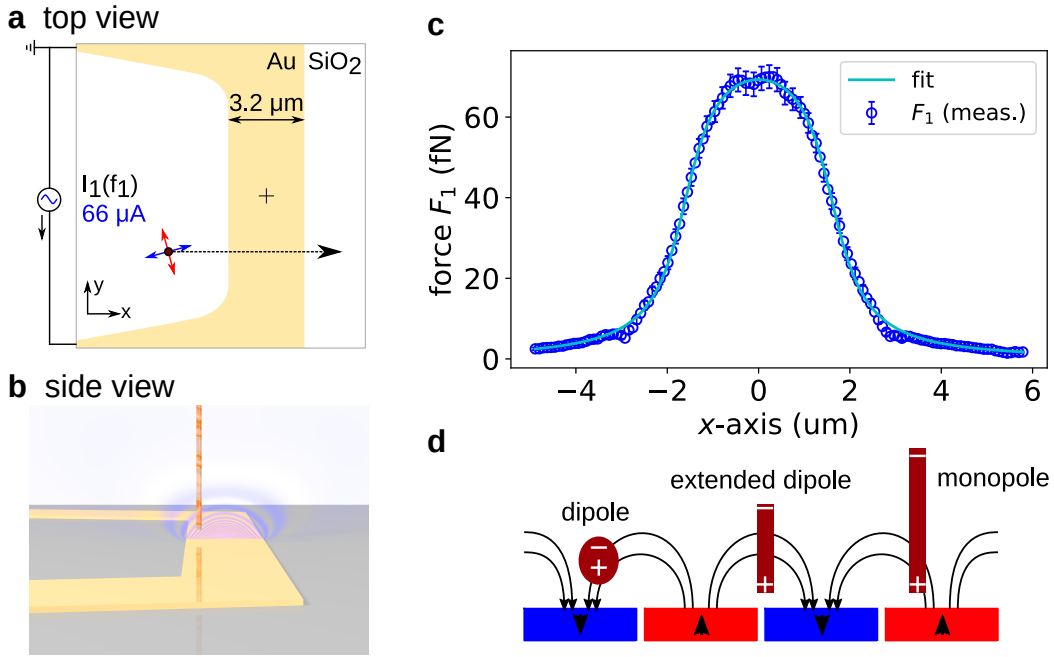 a top view
Au SiO2
3.2 µm
I1(f1)
66 µA
y
x
b side view
c
force F1 (fN)
60
40
20
0
fit
F1 (meas.)
−4 −2 0 2 4 6
x-axis (um)
d
extended dipole
monopole
dipole
− − −
+ + +